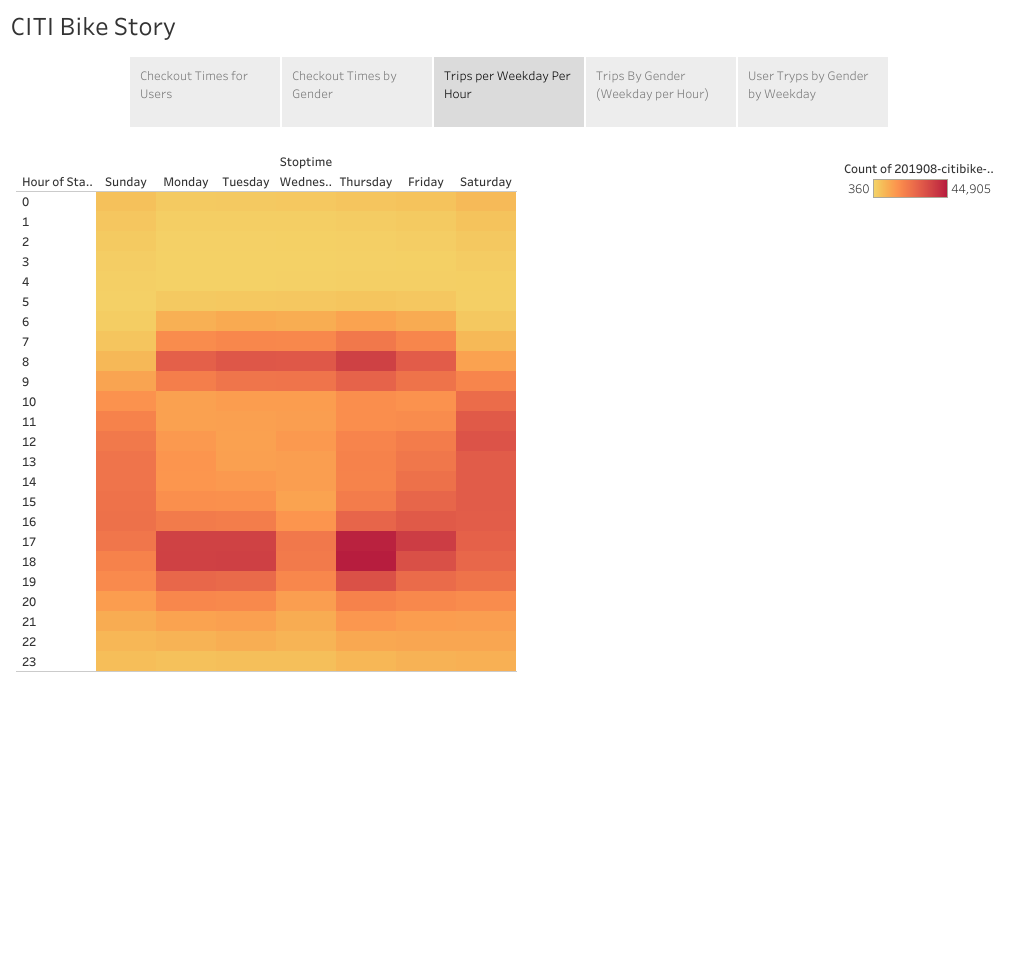 CITI Bike Story
Checkout Times for
Users
Checkout Times by
Gender
Trips per Weekday Per
Hour
Trips By Gender
(Weekday per Hour)
User Tryps by Gender
by Weekday
Stoptime
Hour of Sta.. Sunday Monday Tuesday Wednes.. Thursday Friday Saturday
0
1
2
3
4
5
6
7
8
9
10
11
12
13
14
15
16
17
18
19
20
21
22
23
Count of 201908-citibike-..
360 44,905